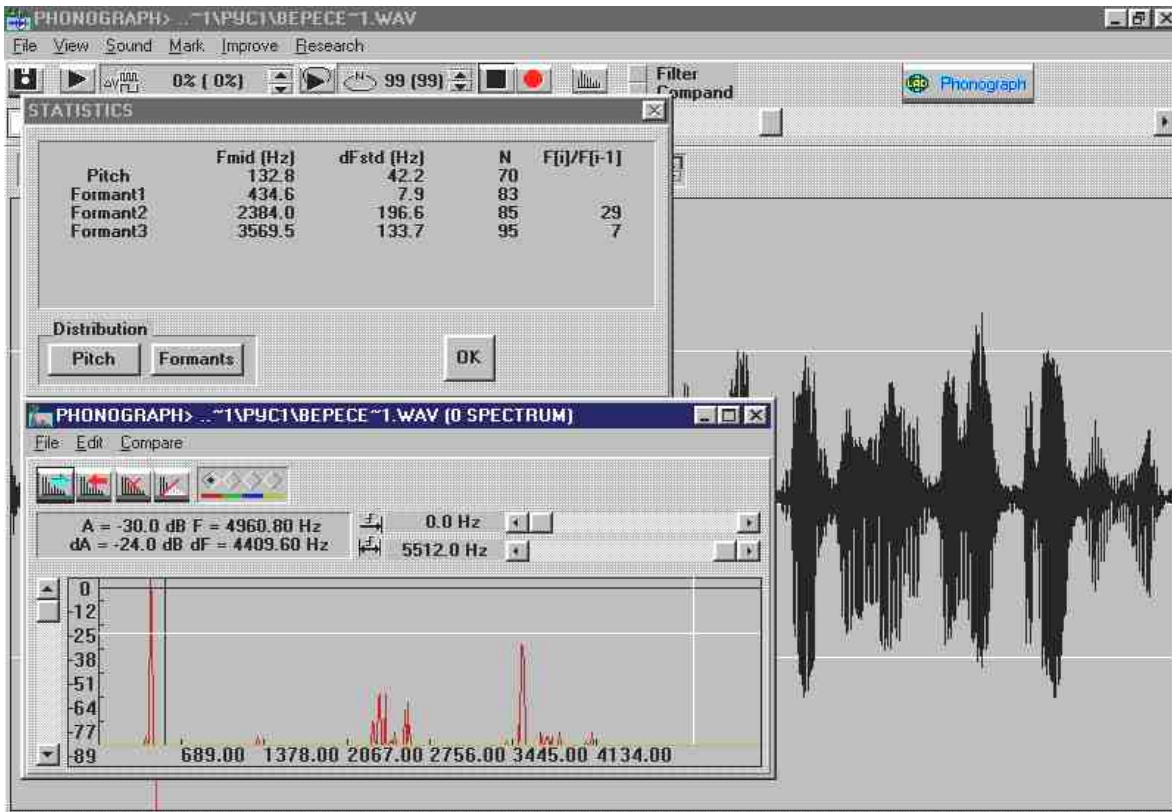 PHONOGRAPH> ..~1\РУС1\ВЕРЕСЕ~1.WAV
File View Sound Mark Improve Research
0% ( 0%) N 99 (99) Filter
Compand
LAD Phonograph
STATISTICS
Fmid (Hz) dFstd (Hz) N F[i]/F[i-1]
Pitch 132.8 42.2 70
Formant1 434.6 7.9 83
Formant2 2384.0 196.6 85 29
Formant3 3569.5 133.7 95 7
Distribution
Pitch Formants OK
PHONOGRAPH> ..~1\РУС1\ВЕРЕСЕ~1.WAV (0 SPECTRUM)
File Edit Compare
A = -30.0 dB F = 4960.80 Hz 0.0 Hz
dA = -24.0 dB dF = 4409.60 Hz 5512.0 Hz
0
-12
-25
-38
-51
-64
-77
-89 689.00 1378.00 2067.00 2756.00 3445.00 4134.00